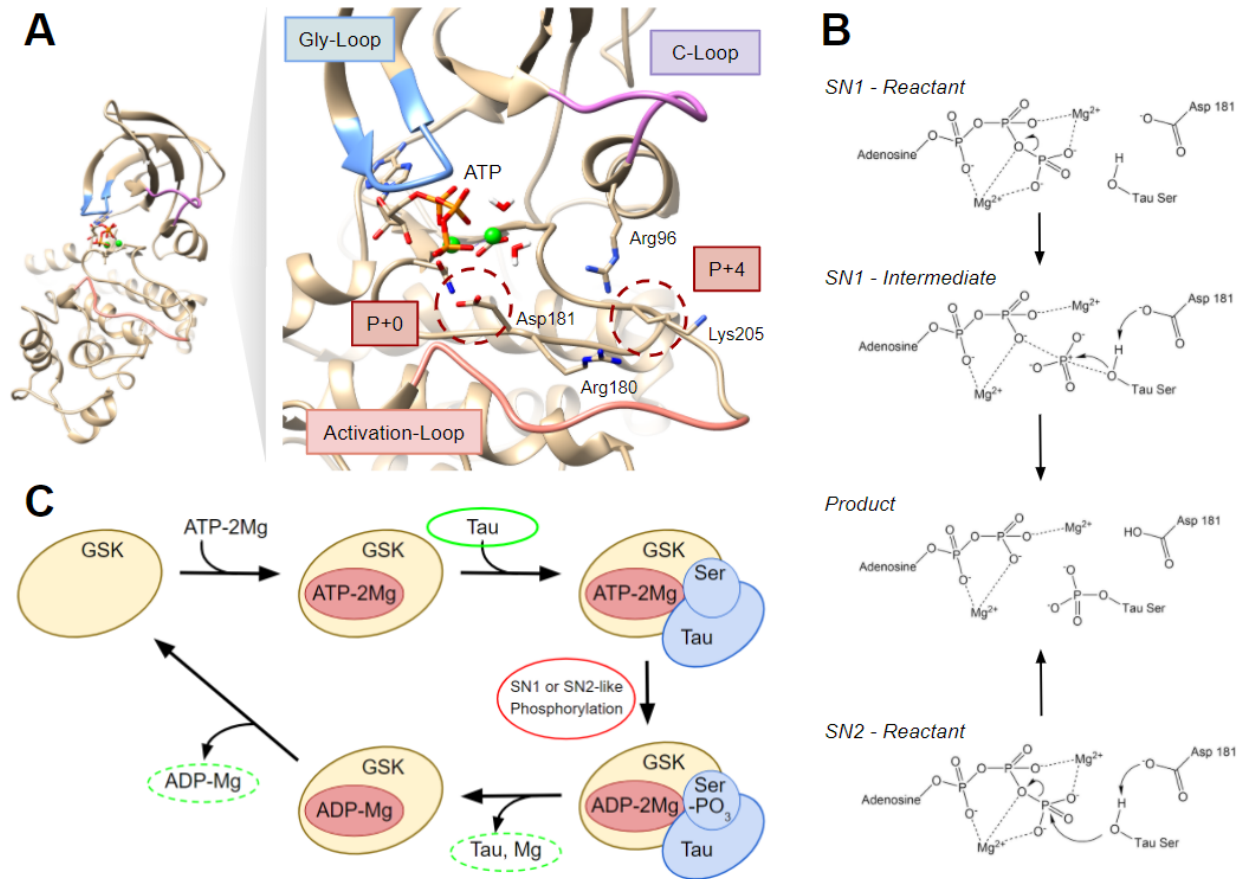 A
Gly-Loop
C-Loop
ATP
Arg96
P+4
P+0
Asp181
Lys205
Arg180
Activation-Loop
B
SN1 - Reactant
Adenosine
O
P
O-
O
O
P
O
O-
O
P
O-
O
Mg2+
Mg2+
-O
Asp 181
O
H
O
Tau Ser
SN1 - Intermediate
Adenosine
O
P
O-
O
O
P
O
O-
O
Mg2+
Mg2+
O-
-O
P
O
-O
Asp 181
O
H
O
Tau Ser
Product
Adenosine
O
P
O-
O
O
P
O
O-
O
Mg2+
Mg2+
HO
Asp 181
O
-O
-O
P
O
O
Tau Ser
SN2 - Reactant
Adenosine
O
P
O-
O
O
P
O
O-
O
P
O-
O
Mg2+
Mg2+
-O
Asp 181
O
H
O
Tau Ser
C
GSK
ATP-2Mg
GSK
ATP-2Mg
Tau
GSK
ATP-2Mg
Ser
Tau
SN1 or SN2-like
Phosphorylation
GSK
ADP-2Mg
Ser
-PO3
Tau
Tau, Mg
GSK
ADP-Mg
ADP-Mg